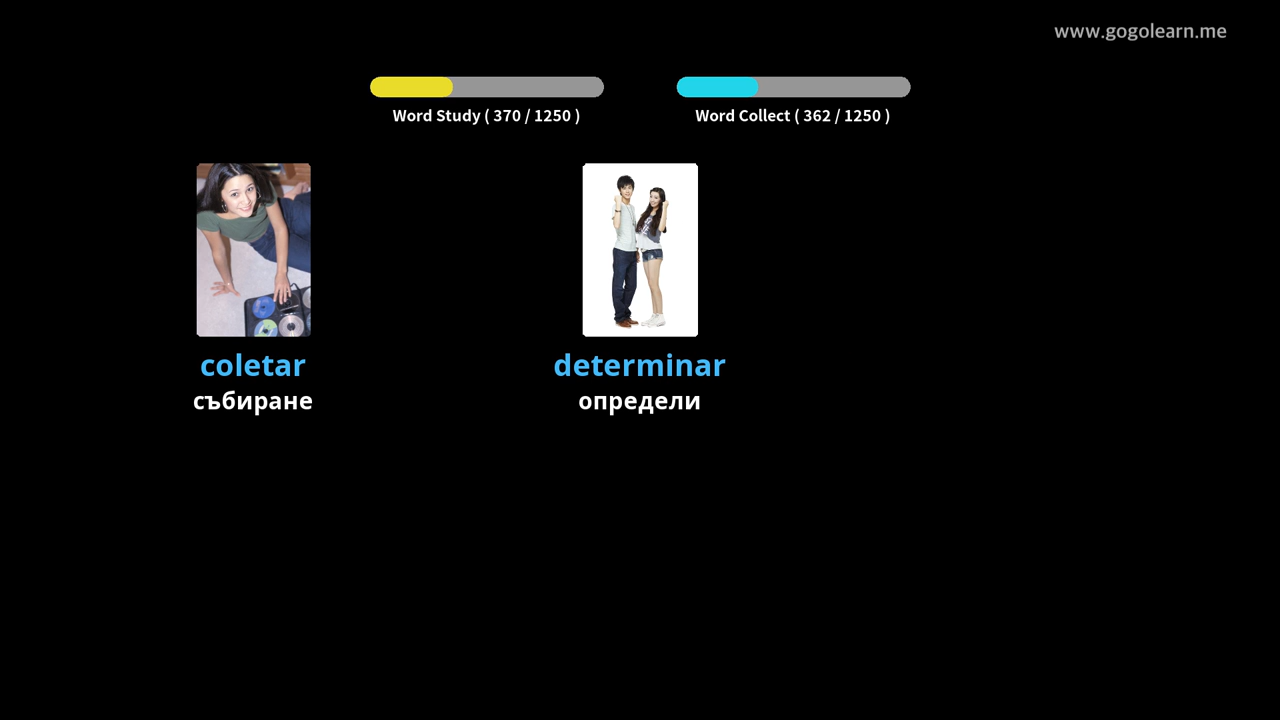 www.gogolearn.me
Word Study ( 370 / 1250 )
Word Collect ( 362 / 1250 )
coletar
determinar
събиране
определи